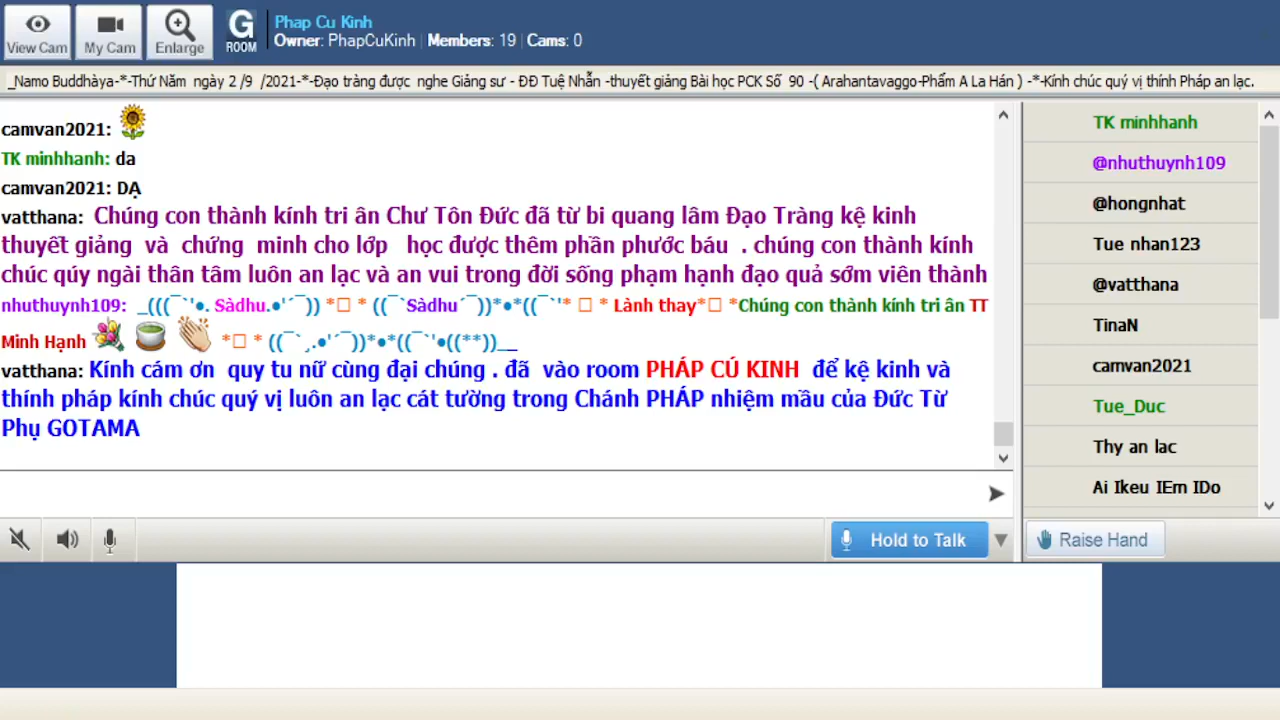 View Cam
My Cam
Enlarge
G
ROOM
Phap Cu Kinh
Owner: PhapCuKinh | Members: 19 | Cams: 0
_Namo Buddhàya-*-Thứ Năm ngày 2 /9 /2021-*-Đạo tràng được nghe Giảng sư - ĐĐ Tuệ Nhẫn -thuyết giảng Bài học PCK Số 90 -( Arahantavaggo-Phẩm A La Hán ) -*-Kính chúc quý vị thính Pháp an lạc.
camvan2021:
TK minhhanh: da
camvan2021: DẠ
vatthana: Chúng con thành kính tri ân Chư Tôn Đức đã từ bi quang lâm Đạo Tràng kệ kinh
thuyết giảng và chứng minh cho lớp học được thêm phần phước báu . chúng con thành kính
chúc qúy ngài thân tâm luôn an lạc và an vui trong đời sống phạm hạnh đạo quả sớm viên thành
nhuthuynh109: _(((¯`'•. Sàdhu.•'´¯)) *□ * ((¯`Sàdhu´¯))*•*((¯`'* □ * Lành thay*□ *Chúng con thành kính tri ân TT
Minh Hạnh *□ * ((¯`¸.•'´¯))*•*((¯`'•((**))__
vatthana: Kính cám ơn quy tu nữ cùng đại chúng . đã vào room PHÁP CÚ KINH để kệ kinh và
thính pháp kính chúc quý vị luôn an lạc cát tường trong Chánh PHÁP nhiệm mầu của Đức Từ
Phụ GOTAMA
TK minhhanh
@nhuthuynh109
@hongnhat
Tue nhan123
@vatthana
TinaN
camvan2021
Tue_Duc
Thy an lac
Ai Ikeu IEm IDo
Hold to Talk
Raise Hand